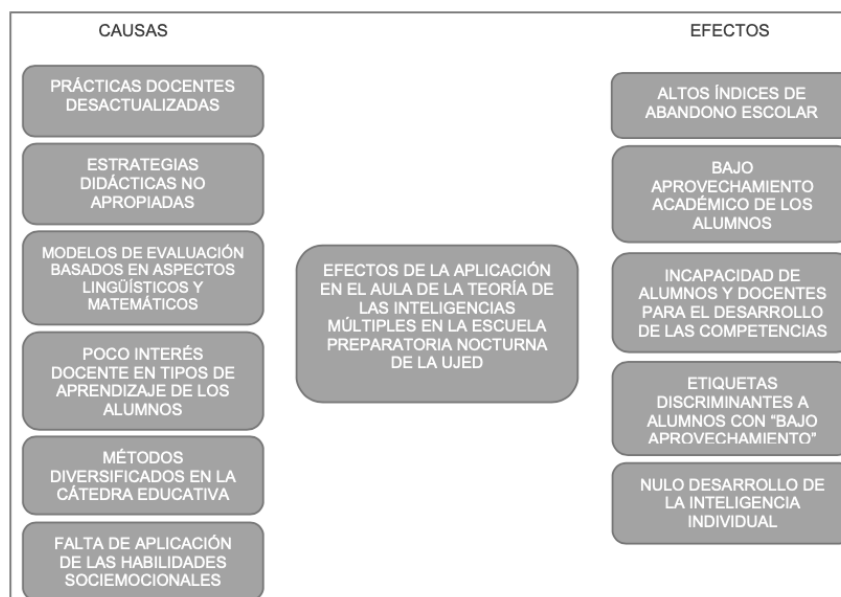 CAUSAS
PRÁCTICAS DOCENTES
DESACTUALIZADAS
ESTRATEGIAS
DIDÁCTICAS NO
APROPIADAS
MODELOS DE EVALUACIÓN
BASADOS EN ASPECTOS
LINGÜÍSTICOS Y
MATEMÁTICOS
POCO INTERÉS
DOCENTE EN TIPOS DE
APRENDIZAJE DE LOS
ALUMNOS
MÉTODOS
DIVERSIFICADOS EN LA
CÁTEDRA EDUCATIVA
FALTA DE APLICACIÓN
DE LAS HABILIDADES
SOCIEMOCIONALES
EFECTOS DE LA APLICACIÓN
EN EL AULA DE LA TEORÍA DE
LAS INTELIGENCIAS
MÚLTIPLES EN LA ESCUELA
PREPARATORIA NOCTURNA
DE LA UJED
EFECTOS
ALTOS ÍNDICES DE
ABANDONO ESCOLAR
BAJO
APROVECHAMIENTO
ACADÉMICO DE LOS
ALUMNOS
INCAPACIDAD DE
ALUMNOS Y DOCENTES
PARA EL DESARROLLO
DE LAS COMPETENCIAS
ETIQUETAS
DISCRIMINANTES A
ALUMNOS CON “BAJO
APROVECHAMIENTO”
NULO DESARROLLO DE
LA INTELIGENCIA
INDIVIDUAL